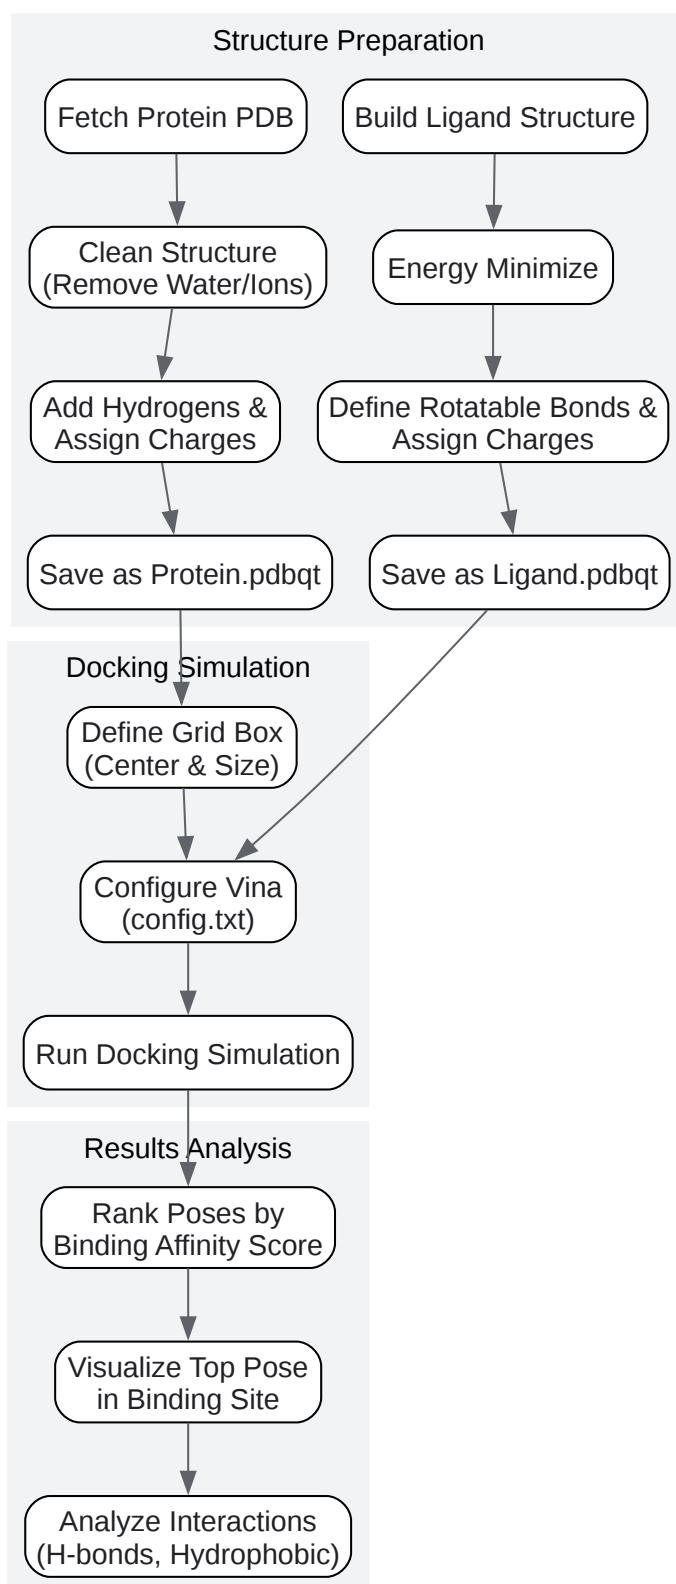 Structure Preparation
Fetch Protein PDB
Build Ligand Structure
Clean Structure
(Remove Water/Ions)
Energy Minimize
Add Hydrogens &
Assign Charges
Define Rotatable Bonds &
Assign Charges
Save as Protein.pdbqt
Save as Ligand.pdbqt
Docking Simulation
Define Grid Box
(Center & Size)
Configure Vina
(config.txt)
Run Docking Simulation
Results Analysis
Rank Poses by
Binding Affinity Score
Visualize Top Pose
in Binding Site
Analyze Interactions
(H-bonds, Hydrophobic)